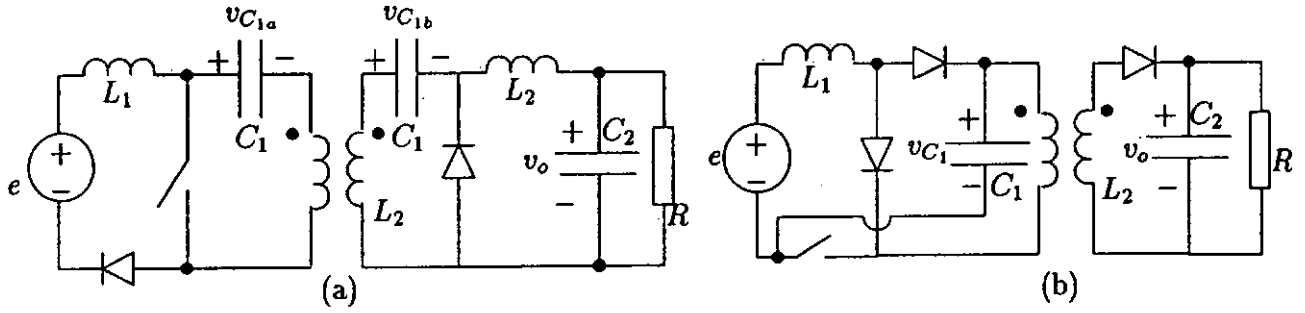 v_{C_{1a}} v_{C_{1b}}
+ − + −
L_1 C_1 C_1 L_2 C_2
e + − L_2 v_o + − R
(a)
L_1
e + − v_{C_1} + − C_1 L_2 v_o + − C_2 R
(b)